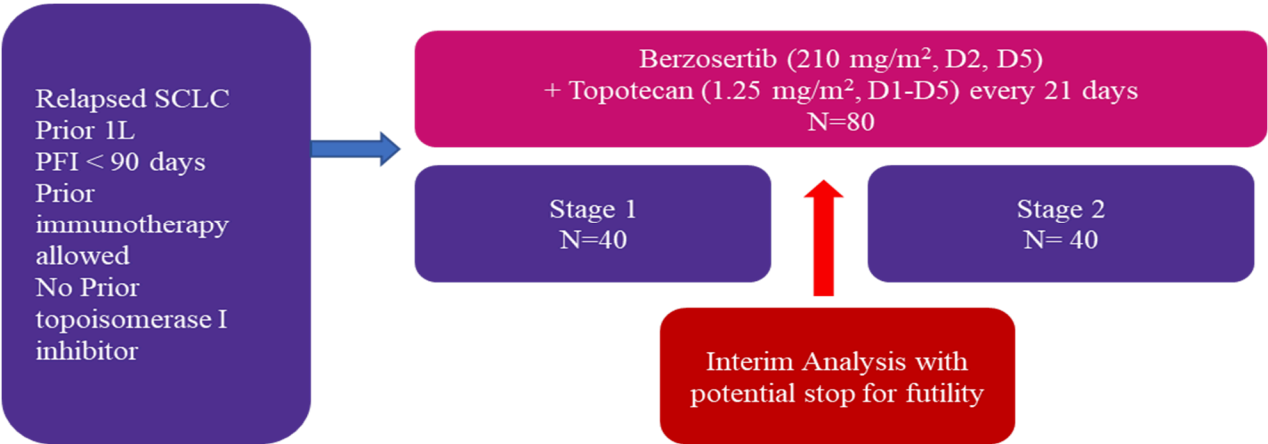 Relapsed SCLC
Prior 1L
PFI < 90 days
Prior
immunotherapy
allowed
No Prior
topoisomerase I
inhibitor
Berzosertib (210 mg/m², D2, D5)
+ Topotecan (1.25 mg/m², D1-D5) every 21 days
N=80
Stage 1
N=40
Stage 2
N= 40
Interim Analysis with
potential stop for futility